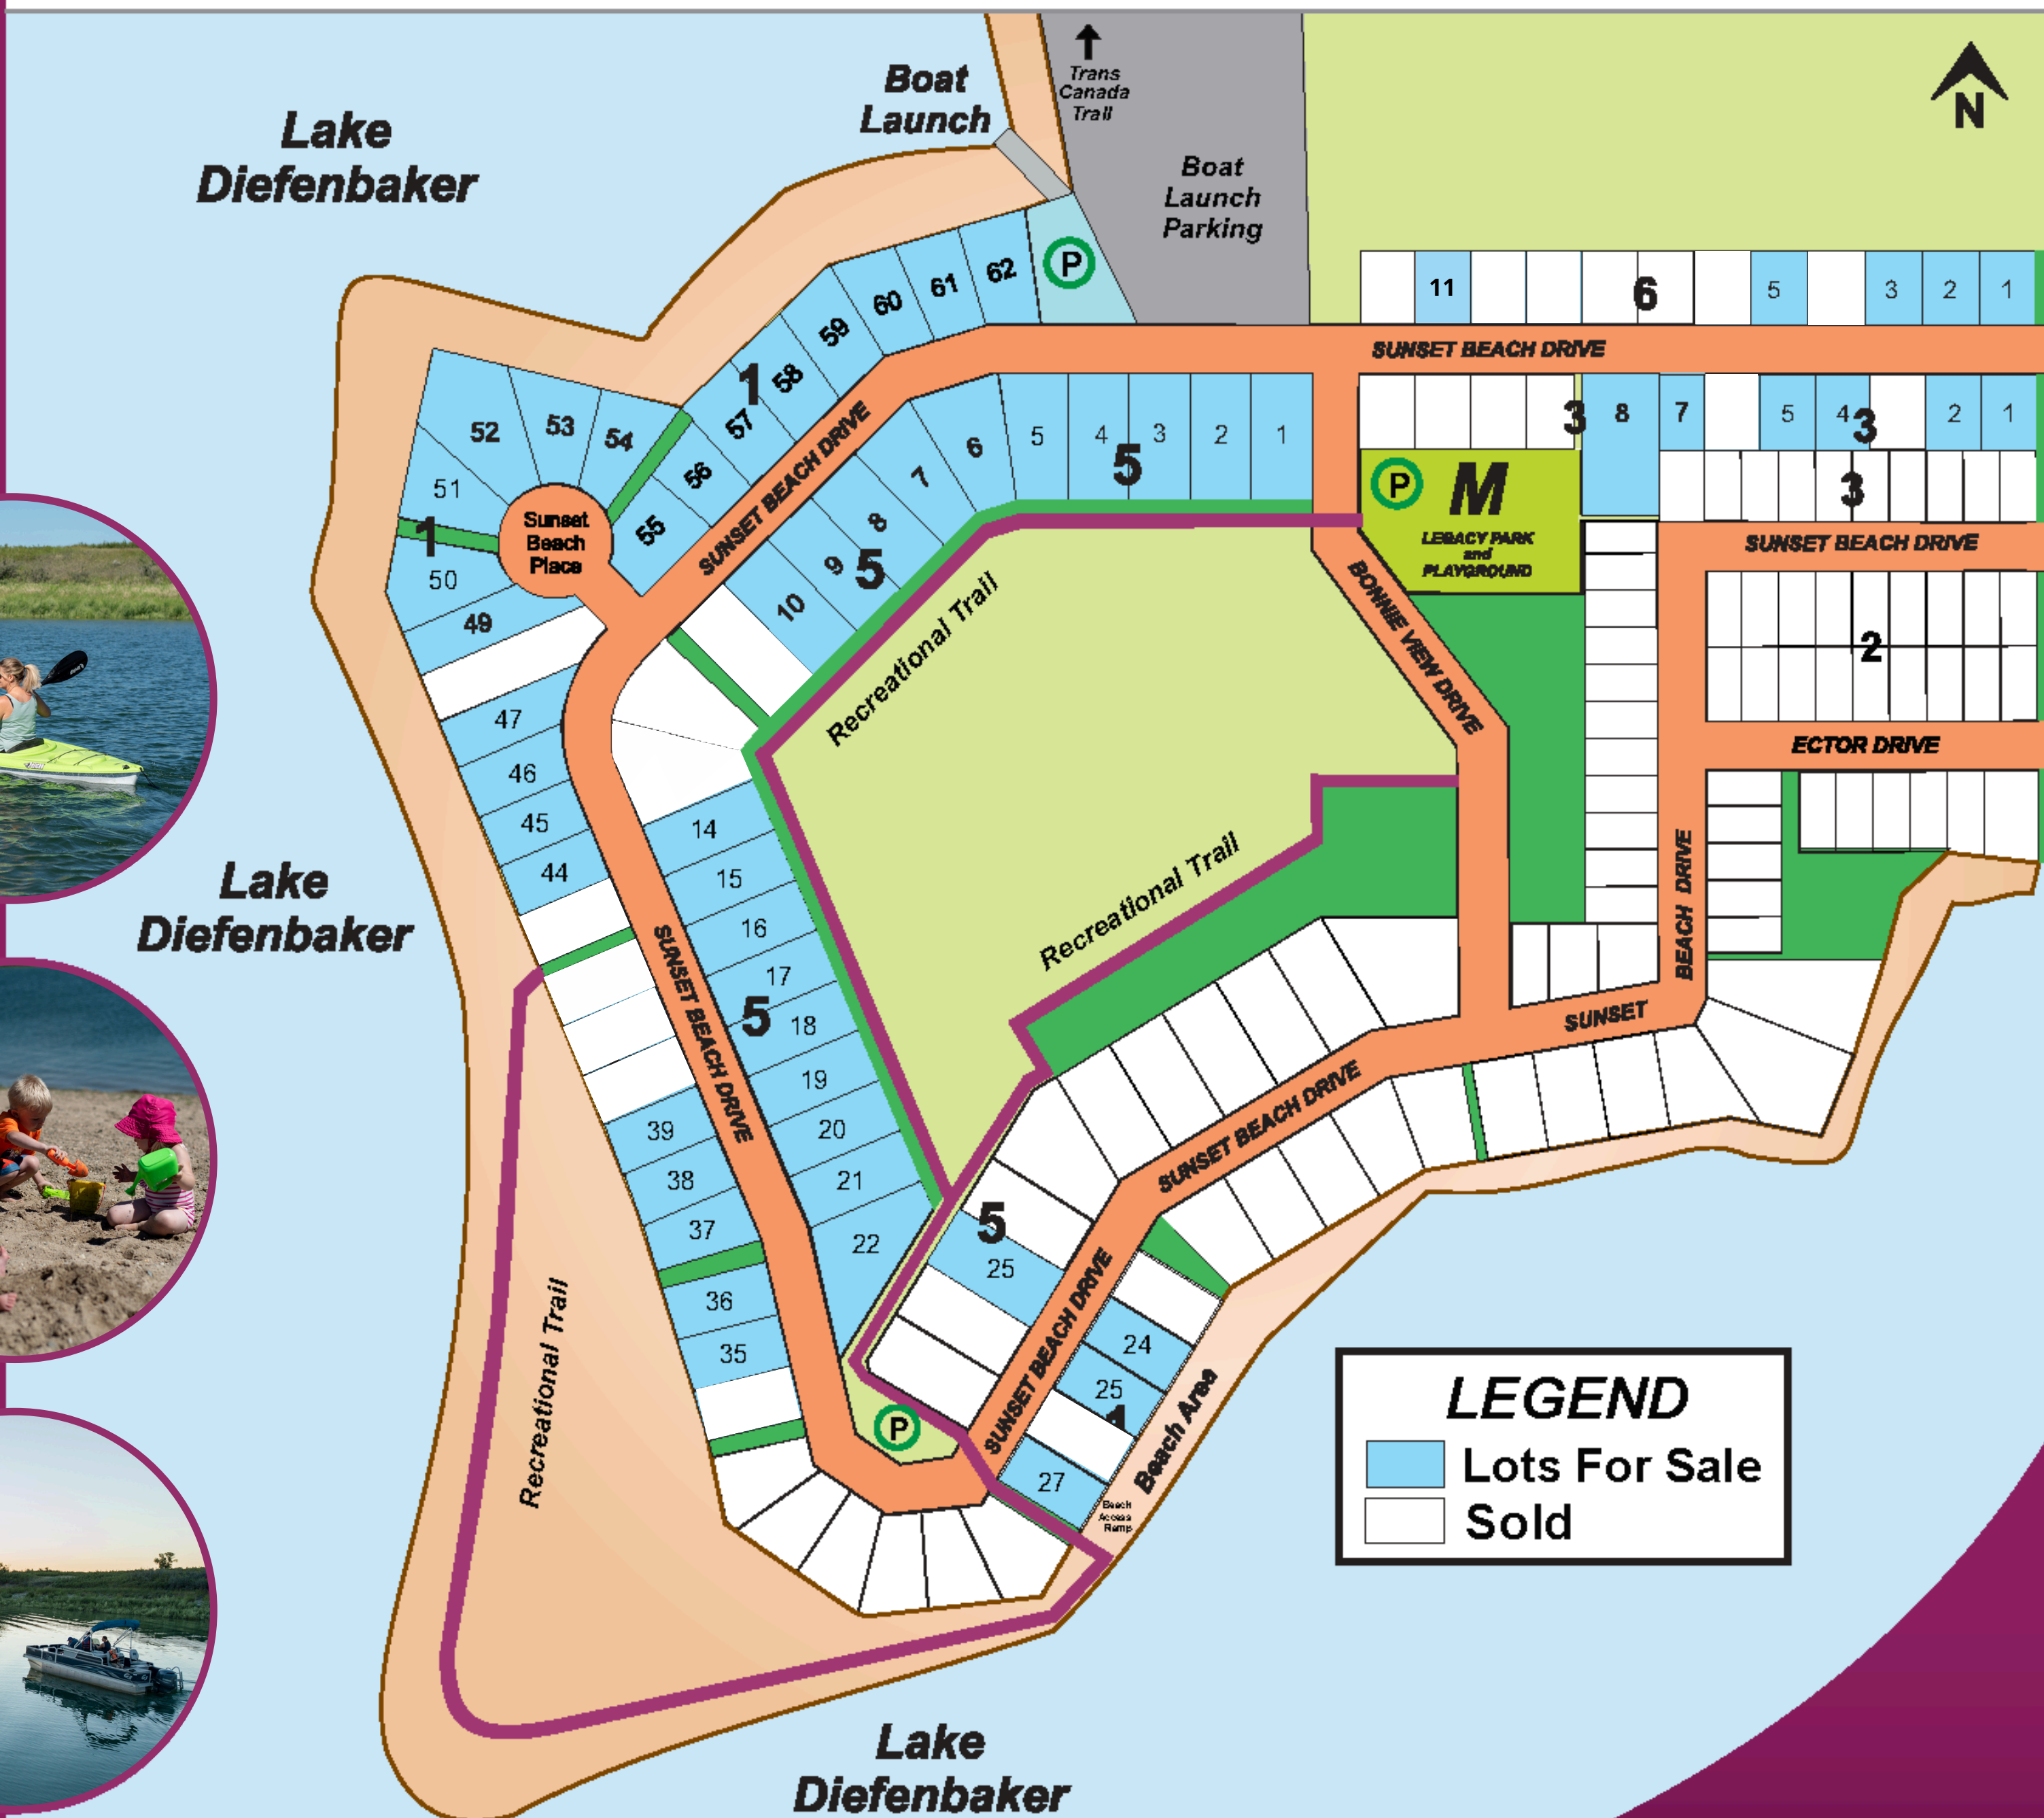 Boat
Launch
Trans
Canada
Trail
Boat
Launch
Parking
N
Lake
Diefenbaker
P
62
61
60
59
58
57
56
55
1
11
6
5
3
2
1
SUNSET BEACH DRIVE
52
53
54
51
1
50
49
Sunset
Beach
Place
SUNSET BEACH DRIVE
10
9
8
7
6
5
4
3
2
1
5
5
3
8
7
5
4
3
2
1
3
P
M
LEGACY PARK
and
PLAYGROUND
SUNSET BEACH DRIVE
2
ECTOR DRIVE
BONNIE VIEW DRIVE
Recreational Trail
47
46
45
44
14
15
16
17
5
18
19
20
21
22
SUNSET BEACH DRIVE
Lake
Diefenbaker
Recreational Trail
BEACH DRIVE
SUNSET
SUNSET BEACH DRIVE
39
38
37
36
35
5
25
SUNSET BEACH DRIVE
24
25
1
27
Beach Area
Beach
Access
Ramp
P
Recreational Trail
LEGEND
Lots For Sale
Sold
Lake
Diefenbaker